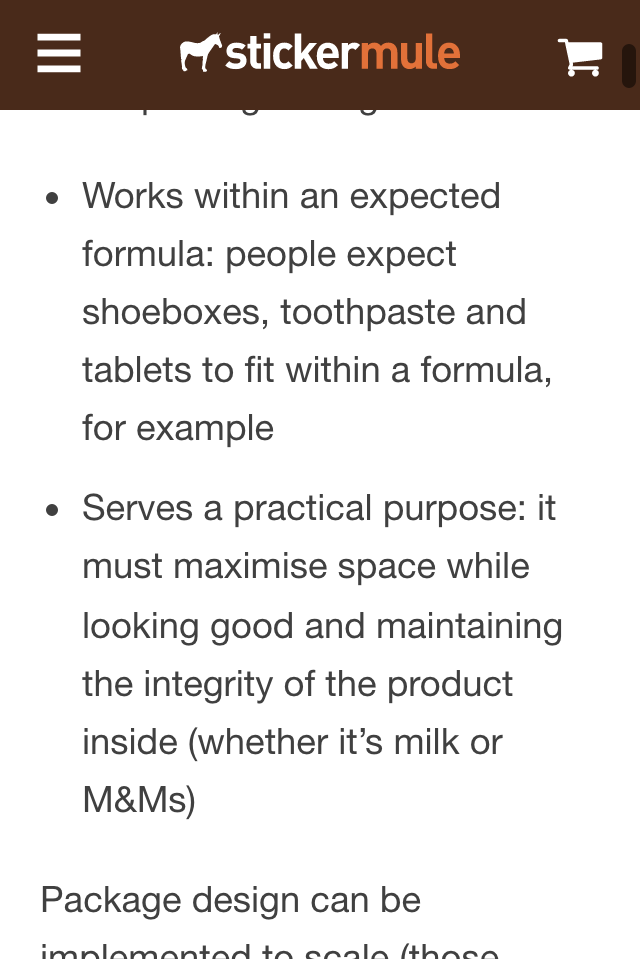 stickermule
• Works within an expected
formula: people expect
shoeboxes, toothpaste and
tablets to fit within a formula,
for example
• Serves a practical purpose: it
must maximise space while
looking good and maintaining
the integrity of the product
inside (whether it’s milk or
M&Ms)
Package design can be
implemented to scale (those